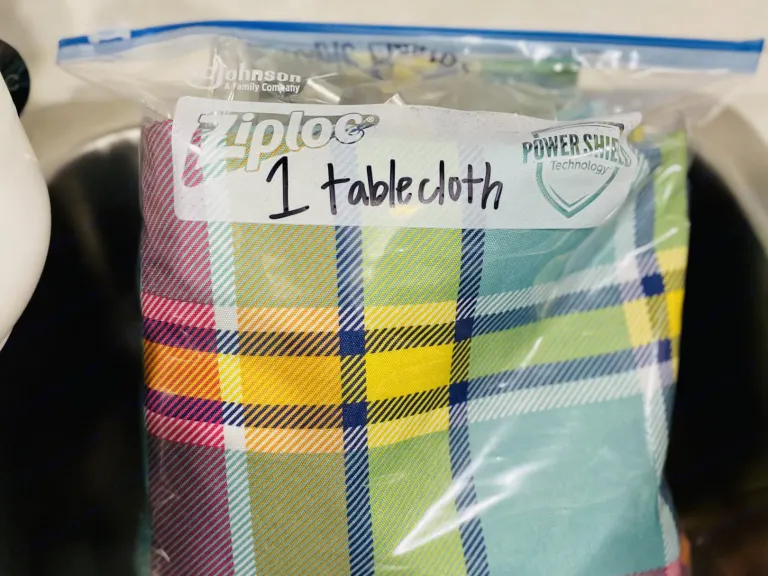 Johnson
A Family Company
Ziploc
POWER SHIELD
Technology
1 tablecloth